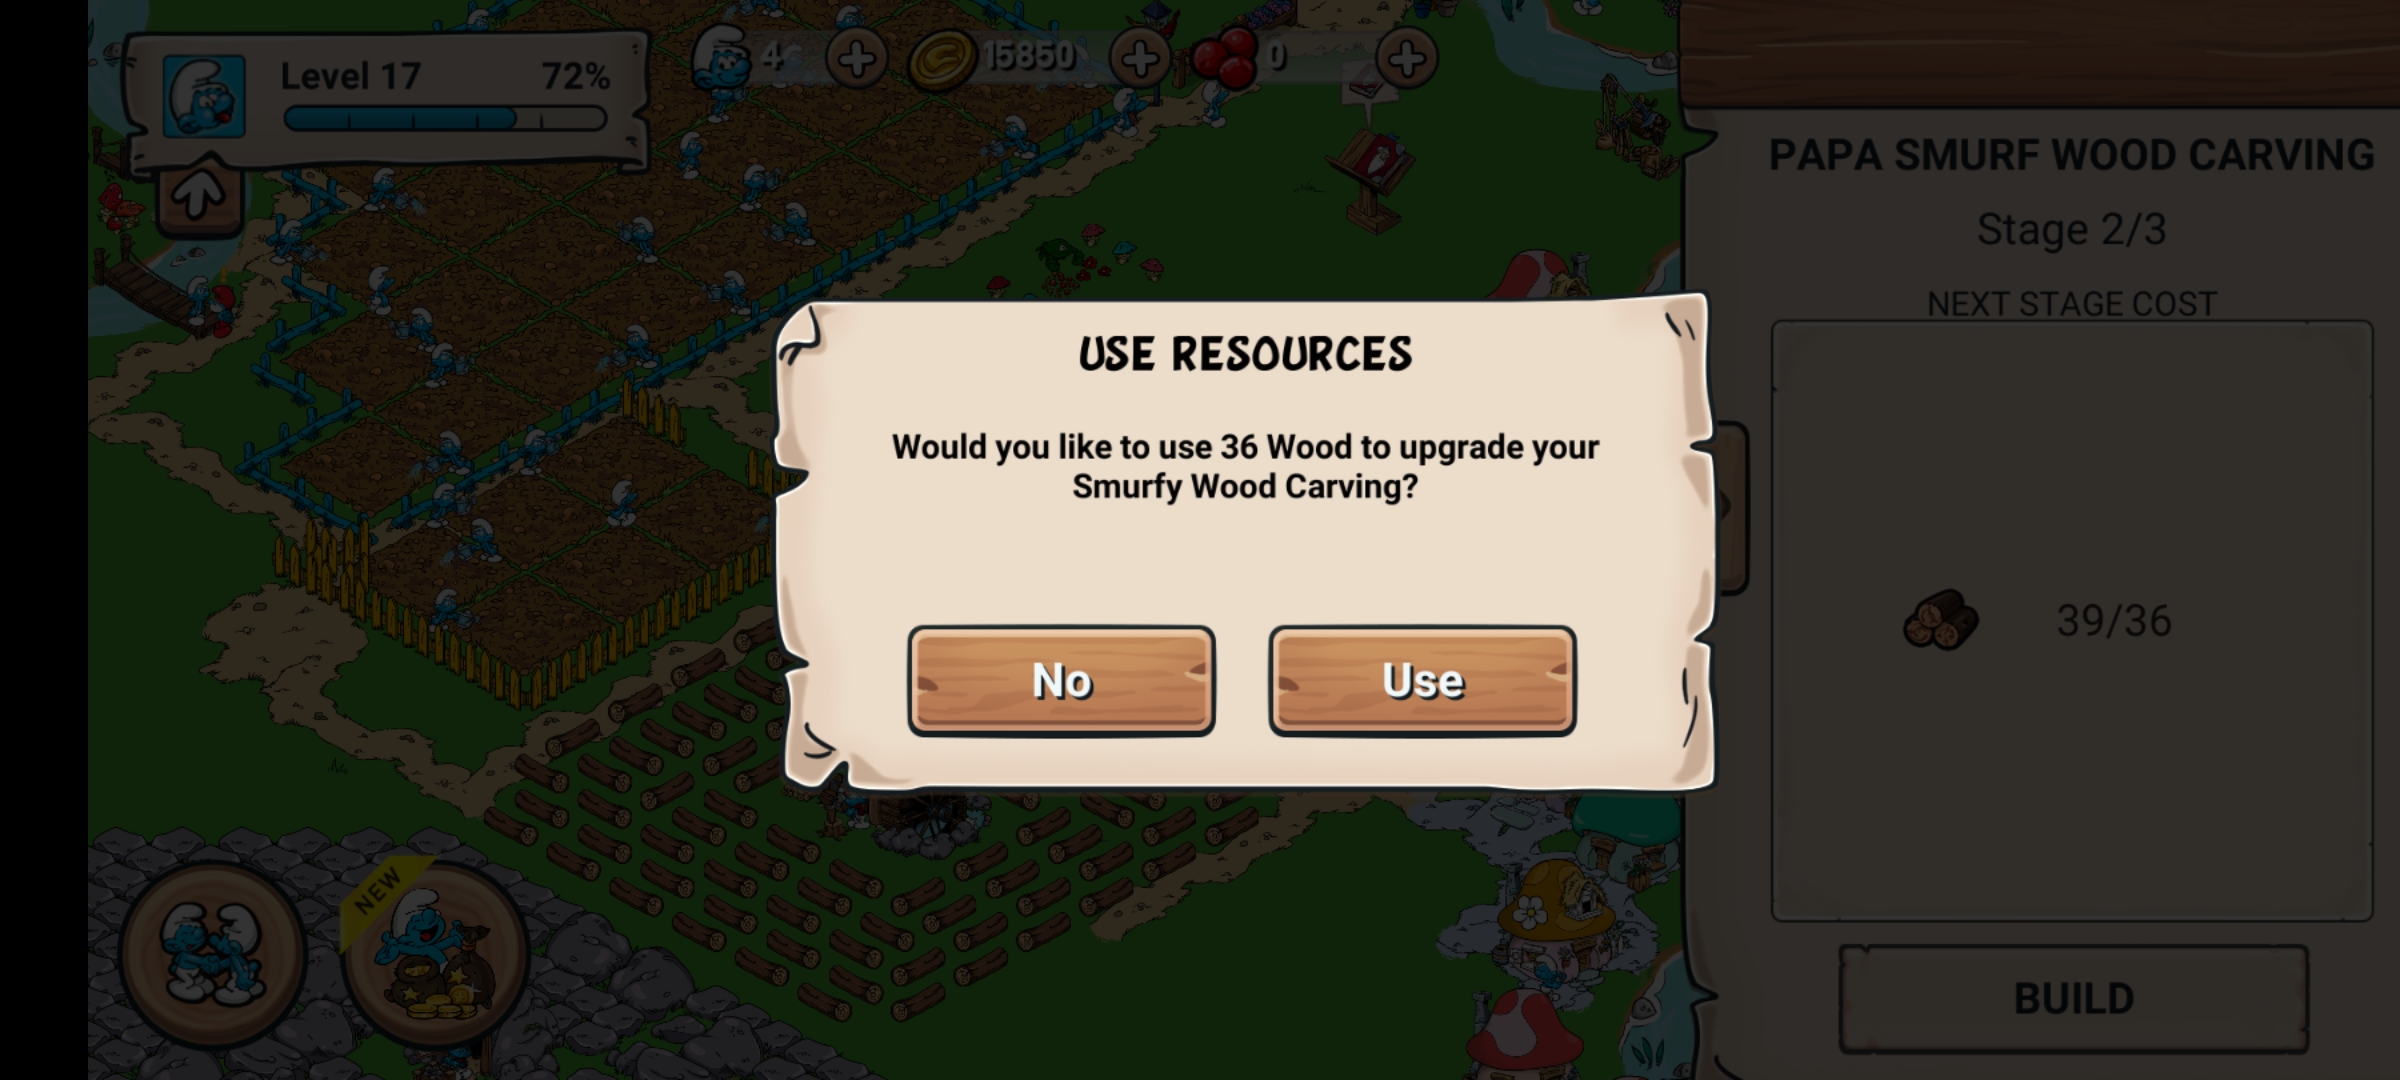 Level 17
72%
4
15850
0
PAPA SMURF WOOD CARVING
Stage 2/3
NEXT STAGE COST
USE RESOURCES
Would you like to use 36 Wood to upgrade your
Smurfy Wood Carving?
39/36
No
Use
NEW
BUILD